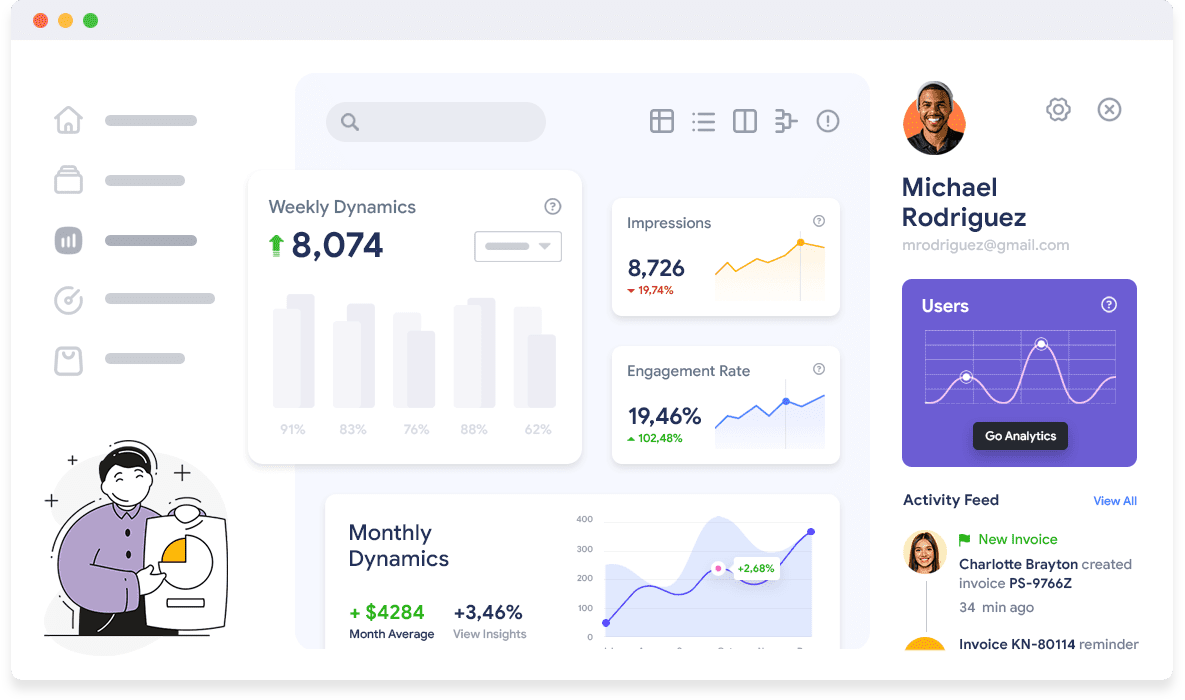 Weekly Dynamics
8,074
91% 83% 76% 88% 62%
Impressions
8,726
19,74%
Engagement Rate
19,46%
102,48%
Monthly
Dynamics
+ $4284
Month Average
+3,46%
View Insights
400
300
200
100
0
+2,68%
Michael
Rodriguez
mrodriguez@gmail.com
Users
Go Analytics
Activity Feed
View All
New Invoice
Charlotte Brayton created
invoice PS-9766Z
34 min ago
Invoice KN-80114 reminder